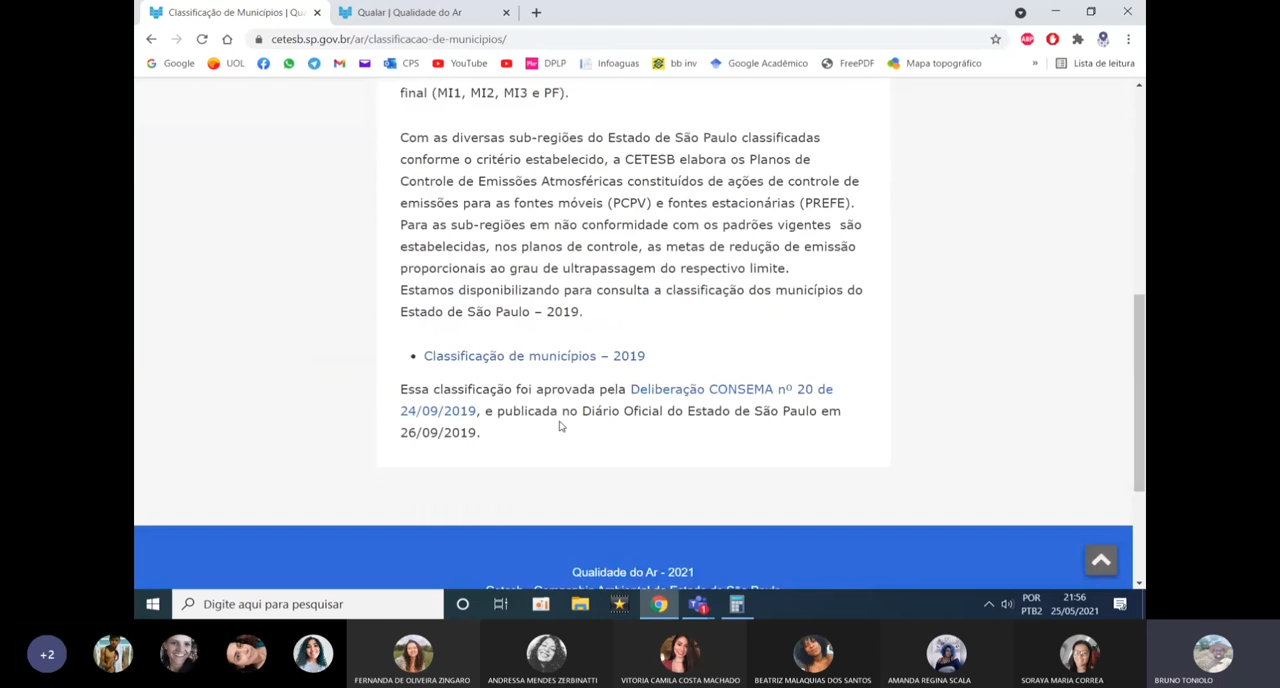 Classificação de Municípios | Qu
Qualar | Qualidade do Ar
cetesb.sp.gov.br/ar/classificacao-de-municipios/
Google
UOL
CPS
YouTube
DPLP
Infoaguas
bb inv
Google Acadêmico
FreePDF
Mapa topográfico
»
Lista de leitura
final (MI1, MI2, MI3 e PF).
Com as diversas sub-regiões do Estado de São Paulo classificadas
conforme o critério estabelecido, a CETESB elabora os Planos de
Controle de Emissões Atmosféricas constituídos de ações de controle de
emissões para as fontes móveis (PCPV) e fontes estacionárias (PREFE).
Para as sub-regiões em não conformidade com os padrões vigentes são
estabelecidas, nos planos de controle, as metas de redução de emissão
proporcionais ao grau de ultrapassagem do respectivo limite.
Estamos disponibilizando para consulta a classificação dos municípios do
Estado de São Paulo – 2019.
• Classificação de municípios – 2019
Essa classificação foi aprovada pela Deliberação CONSEMA nº 20 de
24/09/2019, e publicada no Diário Oficial do Estado de São Paulo em
26/09/2019.
Qualidade do Ar - 2021
Cetesb - Companhia Ambiental do Estado de São Paulo
Digite aqui para pesquisar
POR
PTB2
21:56
25/05/2021
+2
FERNANDA DE OLIVEIRA ZINGARO
ANDRESSA MENDES ZERBINATTI
VITORIA CAMILA COSTA MACHADO
BEATRIZ MALAQUIAS DOS SANTOS
AMANDA REGINA SCALA
SORAYA MARIA CORREA
BRUNO TONIOLO